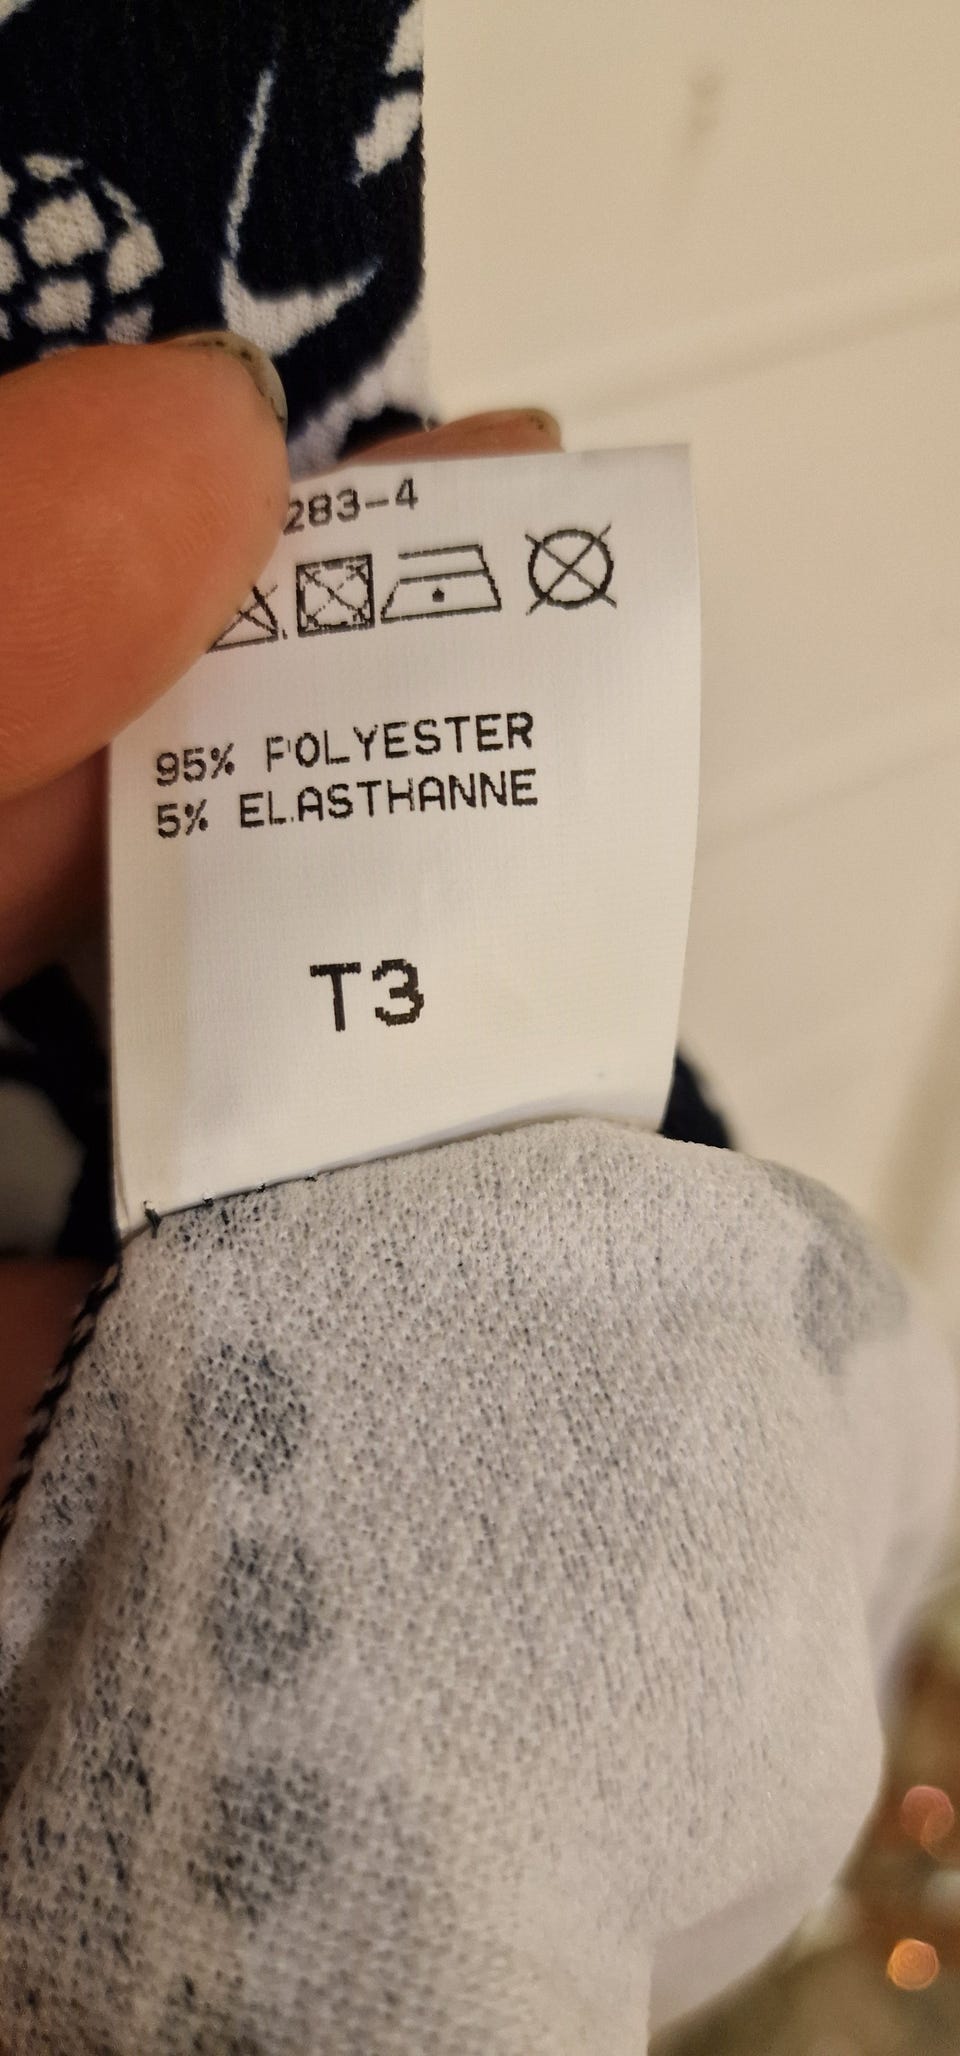 283-4
95% POLYESTER
5% ELASTHANNE
T3